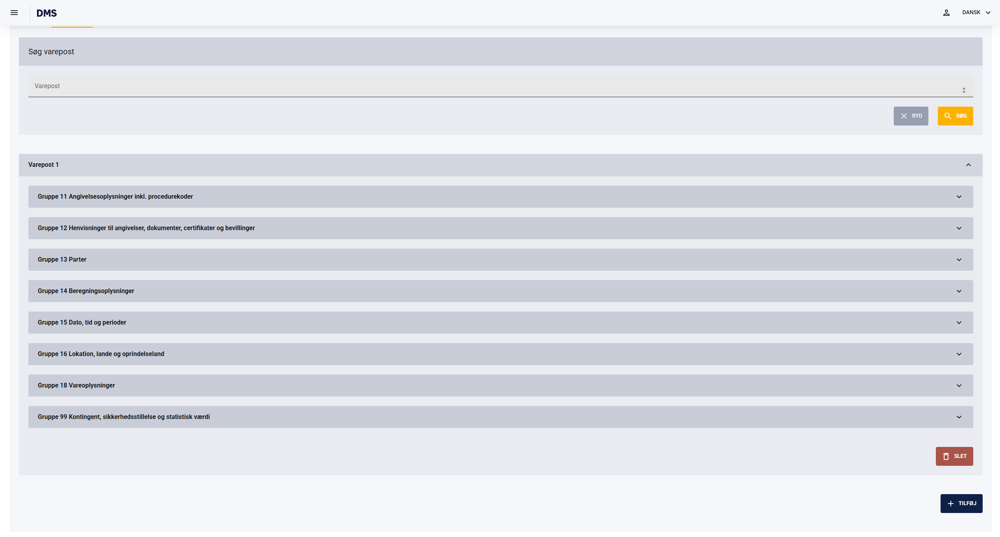 DMS
DANSK
Søg varepost
Varepost
RYD
SØG
Varepost 1
Gruppe 11 Angivelsesoplysninger inkl. procedurekoder
Gruppe 12 Henvisninger til angivelser, dokumenter, certifikater og bevillinger
Gruppe 13 Parter
Gruppe 14 Beregningsoplysninger
Gruppe 15 Dato, tid og perioder
Gruppe 16 Lokation, lande og oprindelseland
Gruppe 18 Vareoplysninger
Gruppe 99 Kontingent, sikkerhedsstillelse og statistisk værdi
SLET
TILFØJ